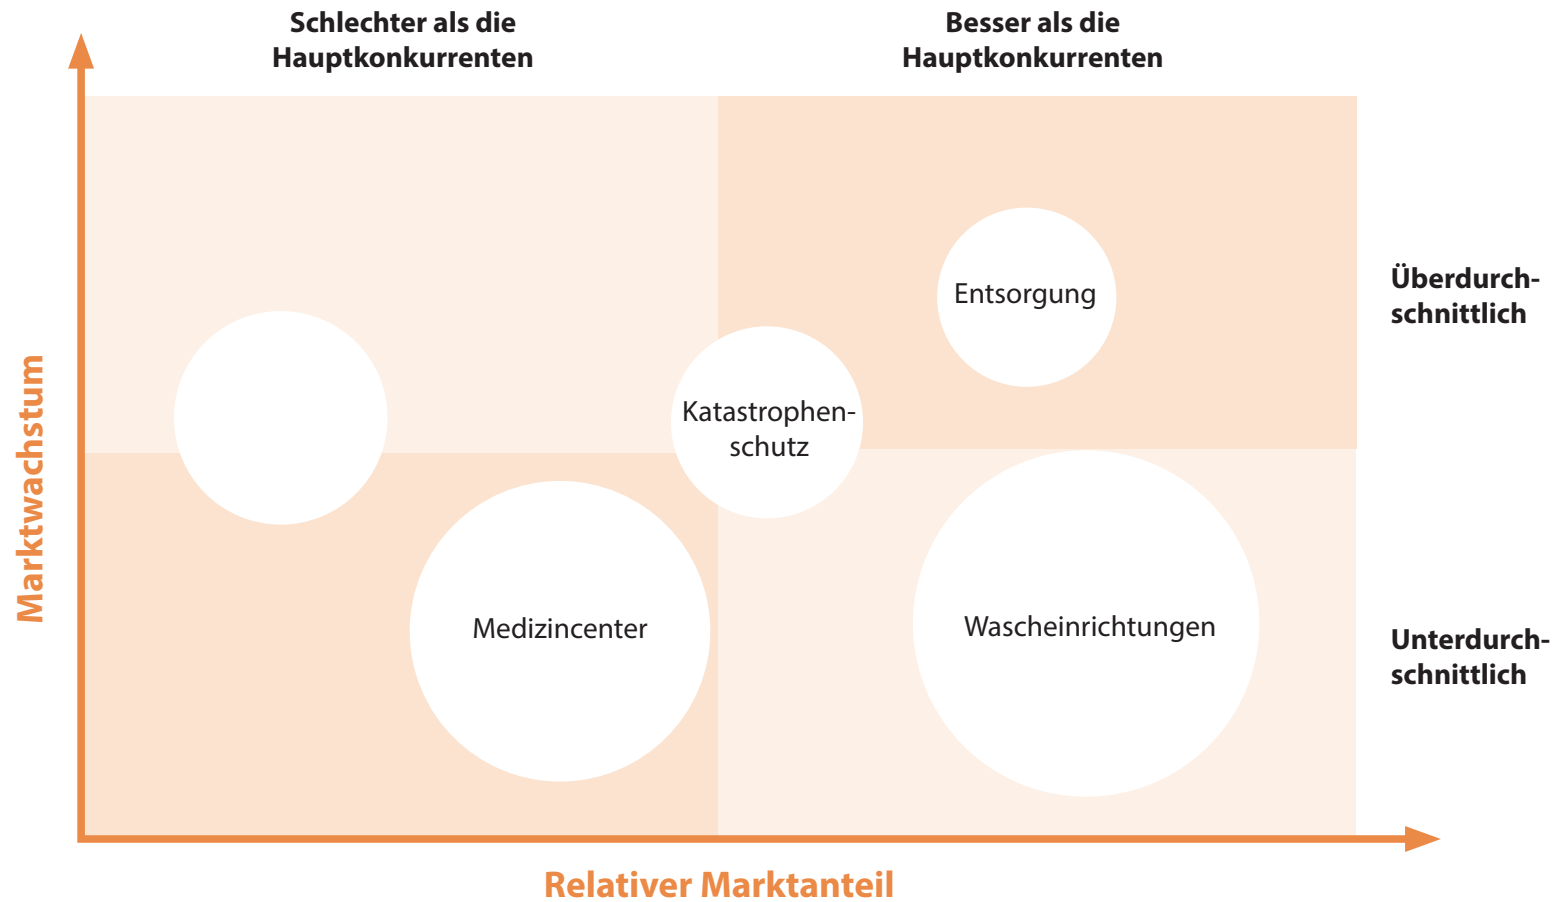 Schlechter als die
Hauptkonkurrenten
Besser als die
Hauptkonkurrenten
Entsorgung
Überdurch-
schnittlich
Katastrophen-
schutz
Marktwachstum
Medizincenter
Wascheinrichtungen
Unterdurch-
schnittlich
Relativer Marktanteil